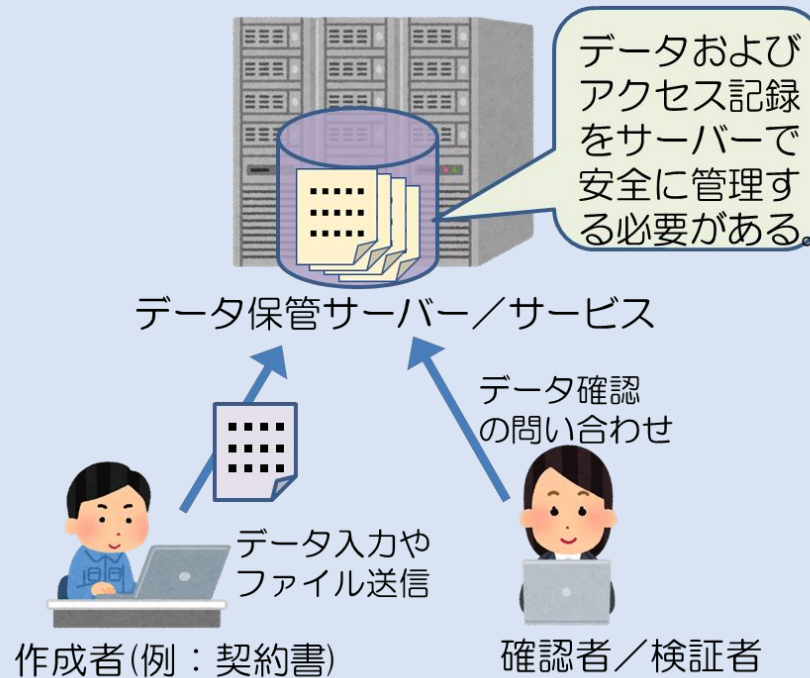 データおよび
アクセス記録
をサーバーで
安全に管理す
る必要がある。
データ保管サーバー／サービス
データ確認
の問い合わせ
データ入力や
ファイル送信
作成者(例：契約書)
確認者／検証者